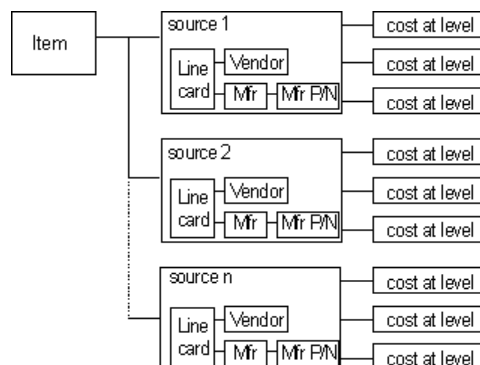 Item
source 1
Line
card
Vendor
Mfr
Mfr P/N
cost at level
cost at level
cost at level
source 2
Line
card
Vendor
Mfr
Mfr P/N
cost at level
cost at level
cost at level
source n
Line
card
Vendor
Mfr
Mfr P/N
cost at level
cost at level
cost at level